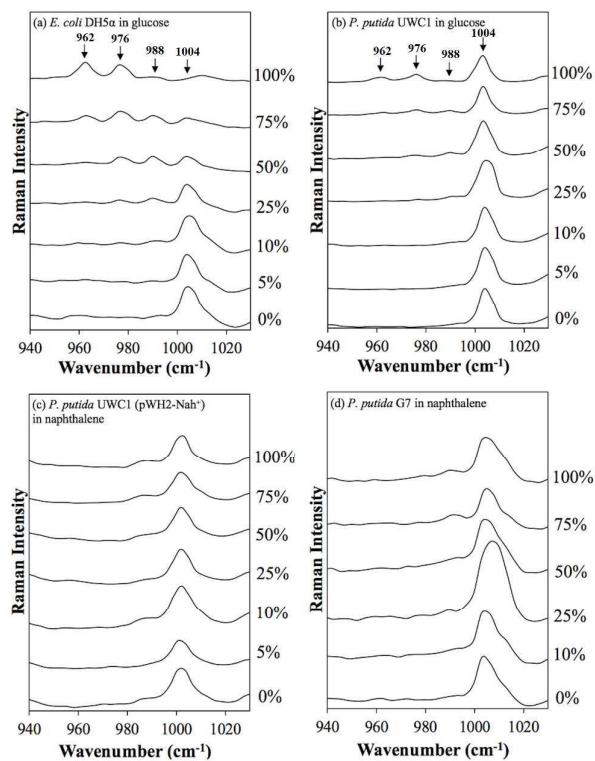 (a) E. coli DH5α in glucose
962 976 988 1004
100%
75%
50%
25%
10%
5%
0%
Raman Intensity
940 960 980 1000 1020
Wavenumber (cm-1)
(b) P. putida UWC1 in glucose
962 976 988 1004
100%
75%
50%
25%
10%
5%
0%
Raman Intensity
940 960 980 1000 1020
Wavenumber (cm-1)
(c) P. putida UWC1 (pWH2-Nah+)
in naphthalene
100%
75%
50%
25%
10%
5%
0%
Raman Intensity
940 960 980 1000 1020
Wavenumber (cm-1)
(d) P. putida G7 in naphthalene
100%
75%
50%
25%
10%
0%
Raman Intensity
940 960 980 1000 1020
Wavenumber (cm-1)